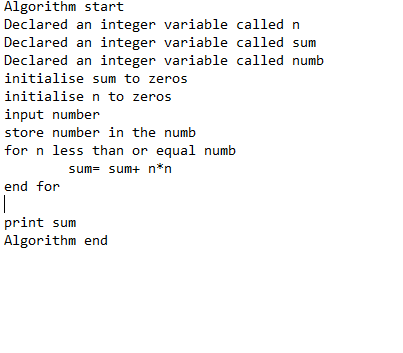 Algorithm start
Declared an integer variable called n
Declared an integer variable called sum
Declared an integer variable called numb
initialise sum to zeros
initialise n to zeros
input number
store number in the numb
for n less than or equal numb
sum= sum+ n*n
end for
print sum
Algorithm end